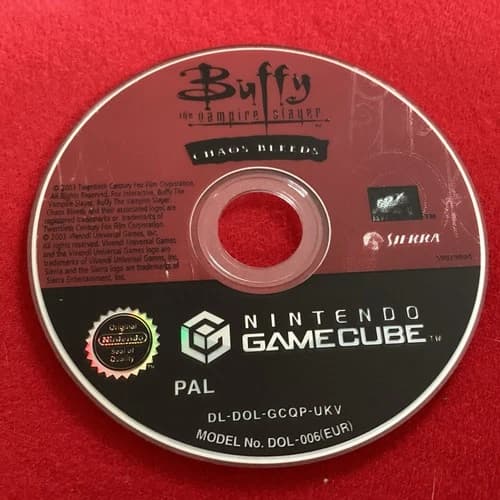 Buffy
the vampire slayer
CHAOS BLEEDS
© 2003 Twentieth Century Fox Film Corporation.
All Rights Reserved. Fox Interactive, Buffy The
Vampire Slayer, Buffy The Vampire Slayer
Chaos Bleeds and their associated logos are
registered trademarks or trademarks of
Twentieth Century Fox Film Corporation.
© 2003 Vivendi Universal Games, Inc.
All rights reserved. Vivendi Universal Games
and the Vivendi Universal Games logo are
trademarks of Vivendi Universal Games, Inc.
Sierra and the Sierra logo are trademarks of
Sierra Entertainment, Inc.
FOX
TM
SIERRA
Original
Nintendo
Seal of
Quality
TM
NINTENDO
GAMECUBE TM
PAL
DL-DOL-GCQP-UKV
MODEL No. DOL-006(EUR)